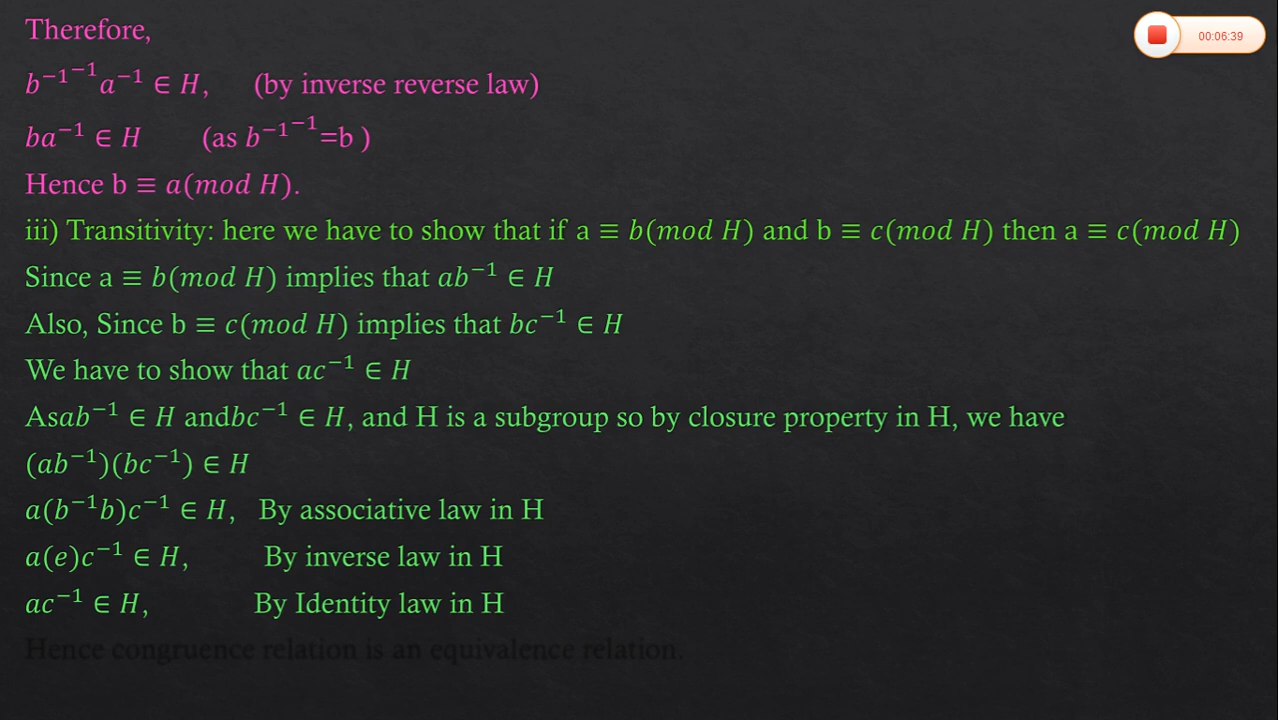 Therefore,
00:06:39
b⁻¹⁻¹a⁻¹ ∈ H, (by inverse reverse law)
ba⁻¹ ∈ H (as b⁻¹⁻¹=b )
Hence b ≡ a(mod H).
iii) Transitivity: here we have to show that if a ≡ b(mod H) and b ≡ c(mod H) then a ≡ c(mod H)
Since a ≡ b(mod H) implies that ab⁻¹ ∈ H
Also, Since b ≡ c(mod H) implies that bc⁻¹ ∈ H
We have to show that ac⁻¹ ∈ H
Asab⁻¹ ∈ H andbc⁻¹ ∈ H, and H is a subgroup so by closure property in H, we have
(ab⁻¹)(bc⁻¹) ∈ H
a(b⁻¹b)c⁻¹ ∈ H, By associative law in H
a(e)c⁻¹ ∈ H, By inverse law in H
ac⁻¹ ∈ H, By Identity law in H
Hence congruence relation is an equivalence relation.